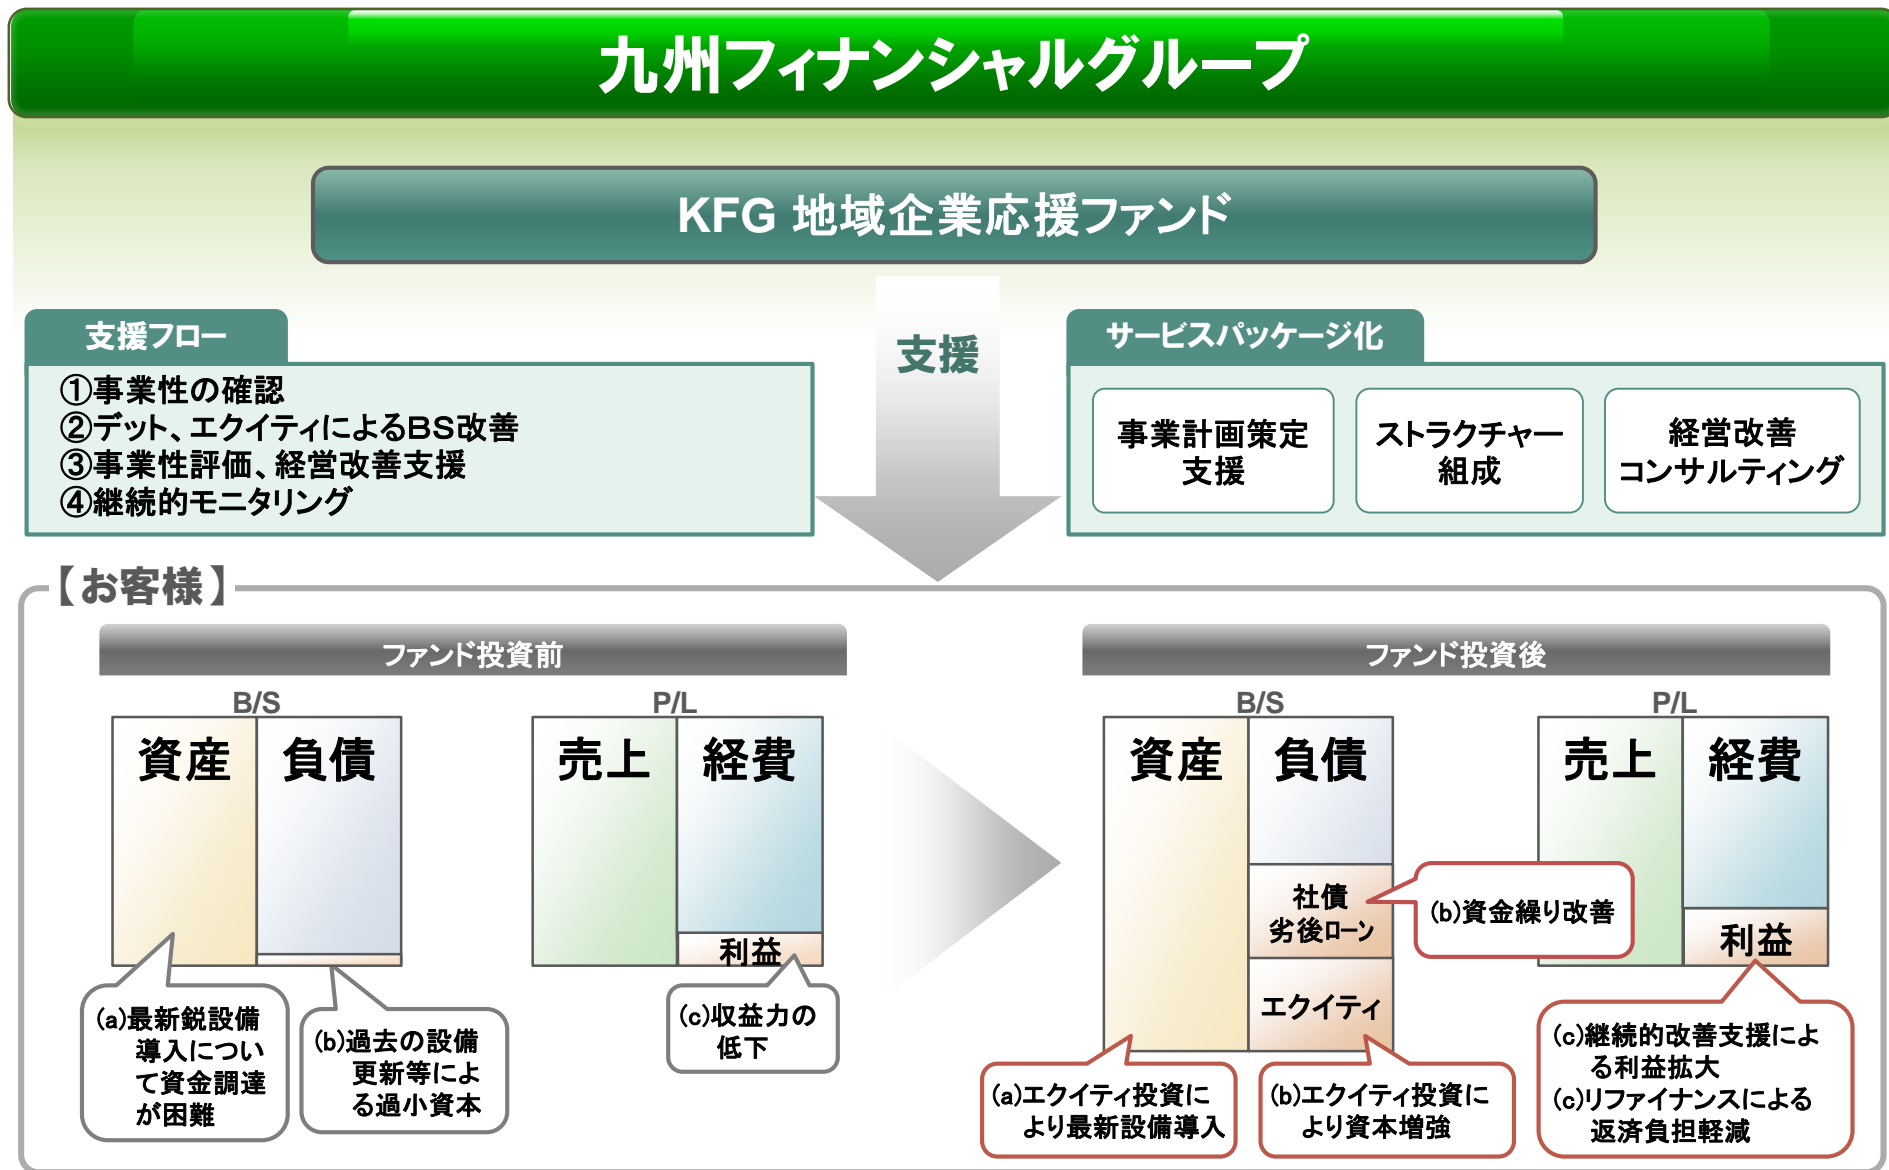 九州フィナンシャルグループ
KFG 地域企業応援ファンド
支援フロー
①事業性の確認
②デット、エクイティによるBS改善
③事業性評価、経営改善支援
④継続的モニタリング
支援
サービスパッケージ化
事業計画策定
支援
ストラクチャー
組成
経営改善
コンサルティング
【お客様】
ファンド投資前
B/S
資産
負債
P/L
売上
経費
利益
(a)最新鋭設備
導入につい
て資金調達
が困難
(b)過去の設備
更新等によ
る過小資本
(c)収益力の
低下
ファンド投資後
B/S
資産
負債
社債
劣後ローン
エクイティ
P/L
売上
経費
利益
(b)資金繰り改善
(a)エクイティ投資に
より最新設備導入
(b)エクイティ投資に
より資本増強
(c)継続的改善支援によ
る利益拡大
(c)リファイナンスによる
返済負担軽減